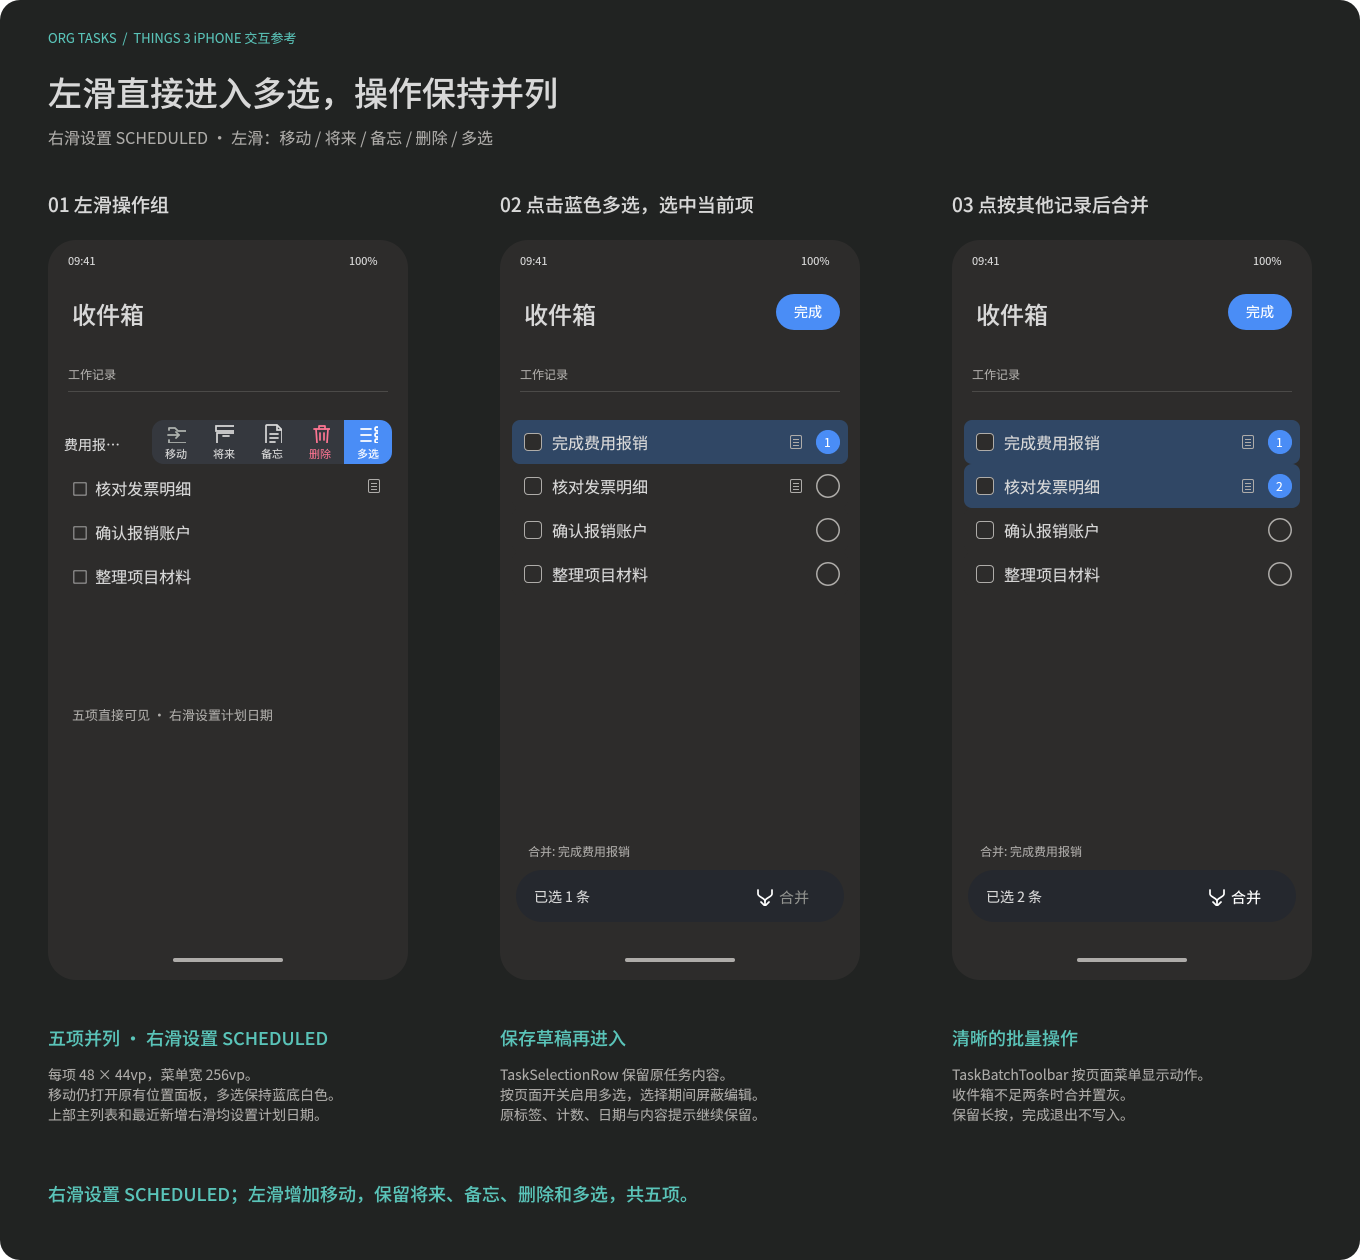 ORG TASKS / THINGS 3 iPHONE 交互参考
左滑直接进入多选，操作保持并列
右滑设置 SCHEDULED · 左滑：移动 / 将来 / 备忘 / 删除 / 多选
01 左滑操作组
09:41 100%
收件箱
工作记录
费用报…
移动 将来 备忘 删除 多选
核对发票明细
确认报销账户
整理项目材料
五项直接可见 · 右滑设置计划日期
五项并列 · 右滑设置 SCHEDULED
每项 48 × 44vp，菜单宽 256vp。
移动仍打开原有位置面板，多选保持蓝底白色。
上部主列表和最近新增右滑均设置计划日期。
02 点击蓝色多选，选中当前项
09:41 100%
收件箱 完成
工作记录
完成费用报销 1
核对发票明细
确认报销账户
整理项目材料
合并: 完成费用报销
已选 1 条 合并
保存草稿再进入
TaskSelectionRow 保留原任务内容。
按页面开关启用多选，选择期间屏蔽编辑。
原标签、计数、日期与内容提示继续保留。
03 点按其他记录后合并
09:41 100%
收件箱 完成
工作记录
完成费用报销 1
核对发票明细 2
确认报销账户
整理项目材料
合并: 完成费用报销
已选 2 条 合并
清晰的批量操作
TaskBatchToolbar 按页面菜单显示动作。
收件箱不足两条时合并置灰。
保留长按，完成退出不写入。
右滑设置 SCHEDULED；左滑增加移动，保留将来、备忘、删除和多选，共五项。